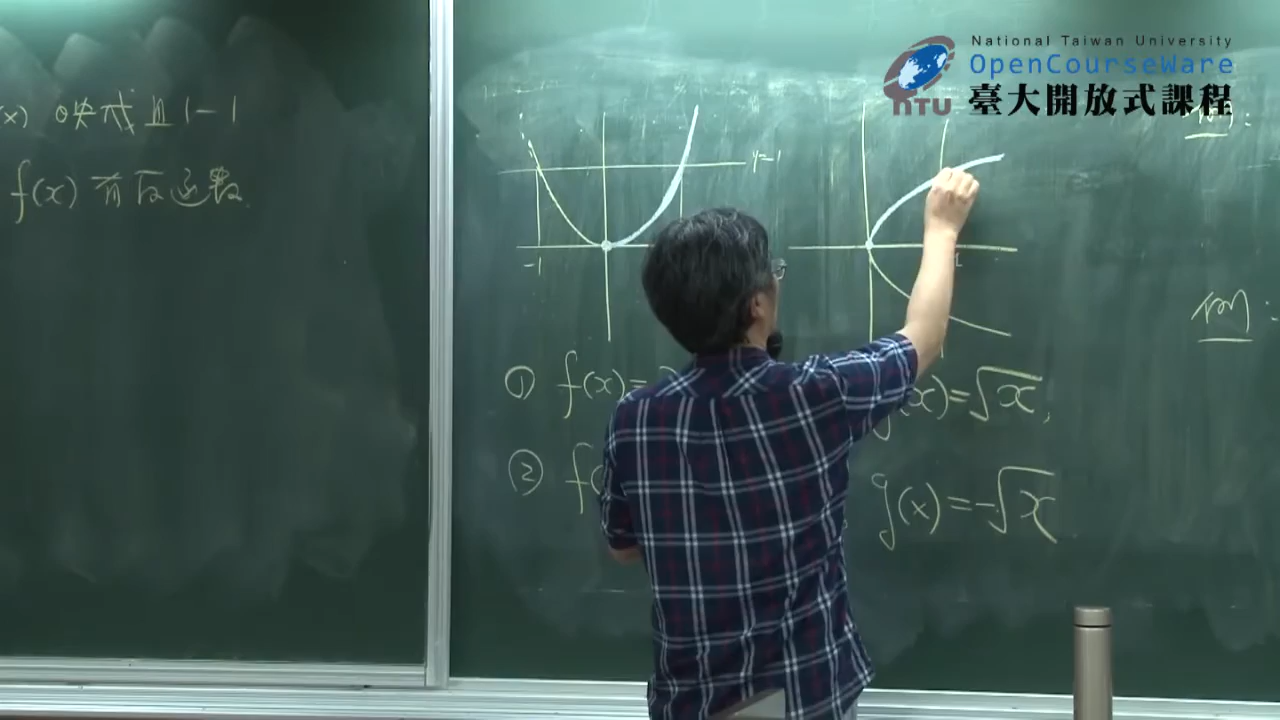 National Taiwan University
OpenCourseWare
臺大開放式課程
NTU
(x) 映成且1-1
f(x) 有反函數
y=1
-1
1
① f(x)=
(x)=√x,
② f(
g(x)=-√x
例:
例: